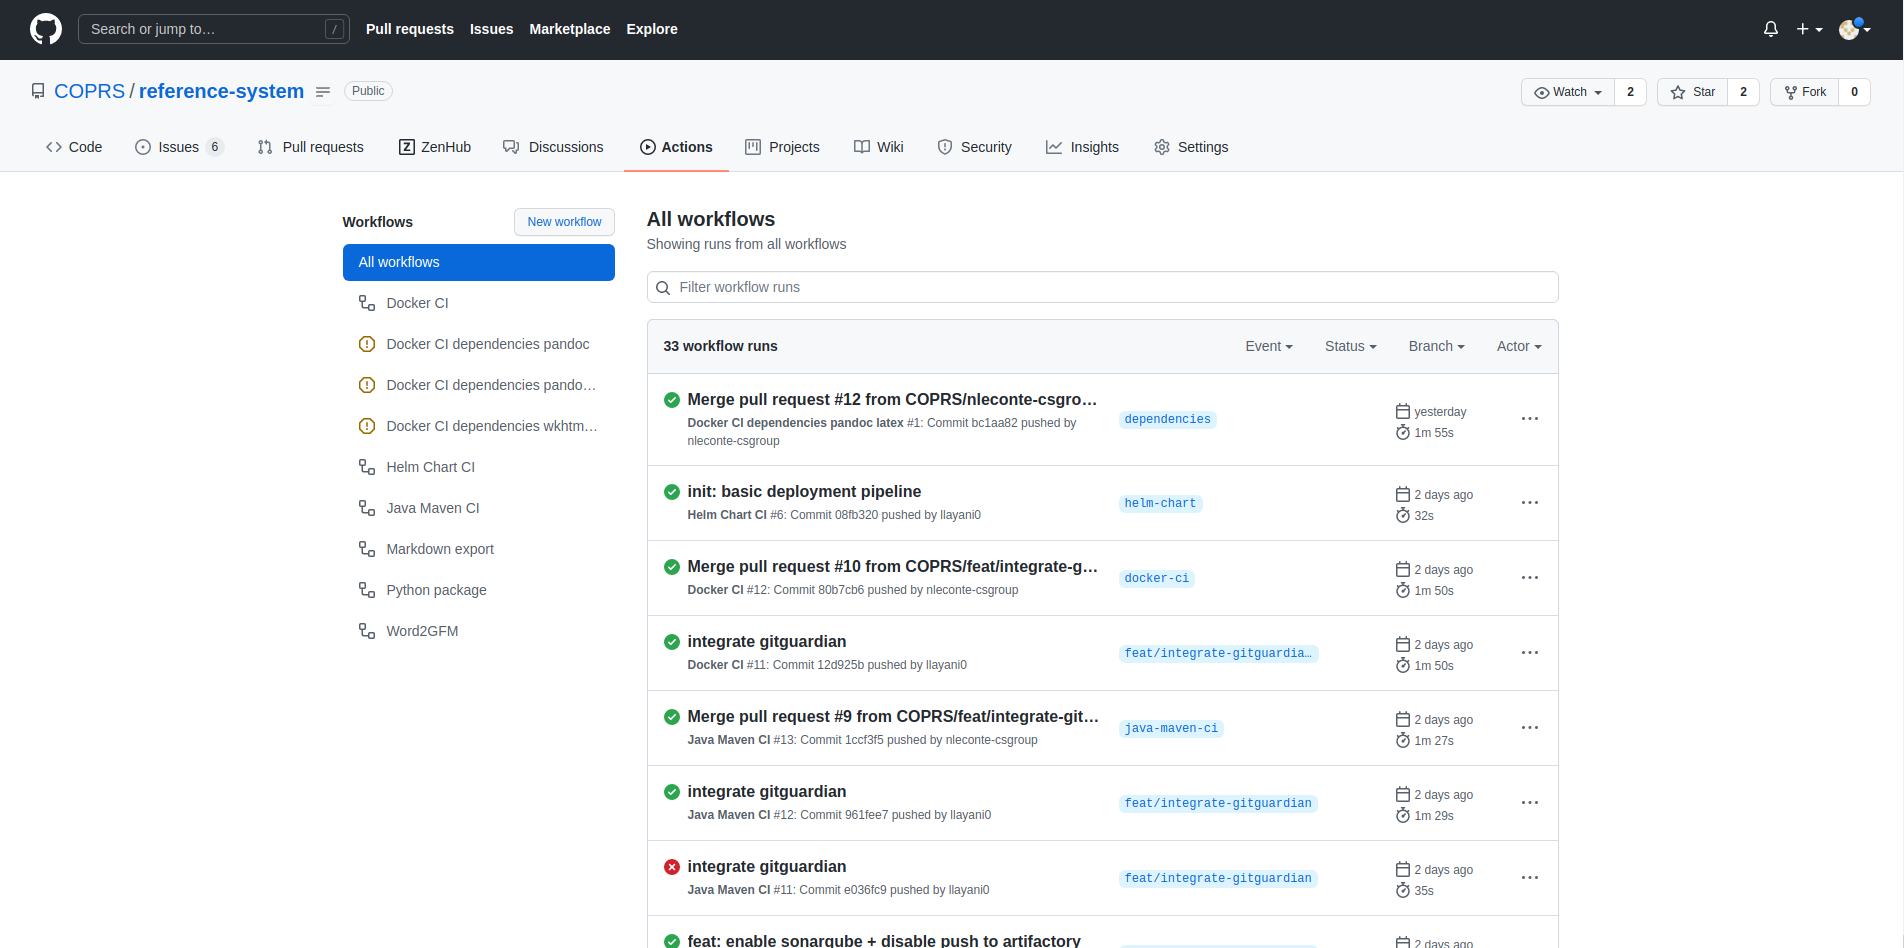 Search or jump to…
/
Pull requests
Issues
Marketplace
Explore
COPRS / reference-system
Public
Watch 2
Star 2
Fork 0
Code
Issues 6
Pull requests
ZenHub
Discussions
Actions
Projects
Wiki
Security
Insights
Settings
Workflows
New workflow
All workflows
Docker CI
Docker CI dependencies pandoc
Docker CI dependencies pando…
Docker CI dependencies wkhtm…
Helm Chart CI
Java Maven CI
Markdown export
Python package
Word2GFM
All workflows
Showing runs from all workflows
Filter workflow runs
33 workflow runs
Event
Status
Branch
Actor
Merge pull request #12 from COPRS/nleconte-csgro…
Docker CI dependencies pandoc latex #1: Commit bc1aa82 pushed by
nleconte-csgroup
dependencies
yesterday
1m 55s
init: basic deployment pipeline
Helm Chart CI #6: Commit 08fb320 pushed by llayani0
helm-chart
2 days ago
32s
Merge pull request #10 from COPRS/feat/integrate-g…
Docker CI #12: Commit 80b7cb6 pushed by nleconte-csgroup
docker-ci
2 days ago
1m 50s
integrate gitguardian
Docker CI #11: Commit 12d925b pushed by llayani0
feat/integrate-gitguardia…
2 days ago
1m 50s
Merge pull request #9 from COPRS/feat/integrate-git…
Java Maven CI #13: Commit 1ccf3f5 pushed by nleconte-csgroup
java-maven-ci
2 days ago
1m 27s
integrate gitguardian
Java Maven CI #12: Commit 961fee7 pushed by llayani0
feat/integrate-gitguardian
2 days ago
1m 29s
integrate gitguardian
Java Maven CI #11: Commit e036fc9 pushed by llayani0
feat/integrate-gitguardian
2 days ago
35s
feat: enable sonarqube + disable push to artifactory
2 days ago